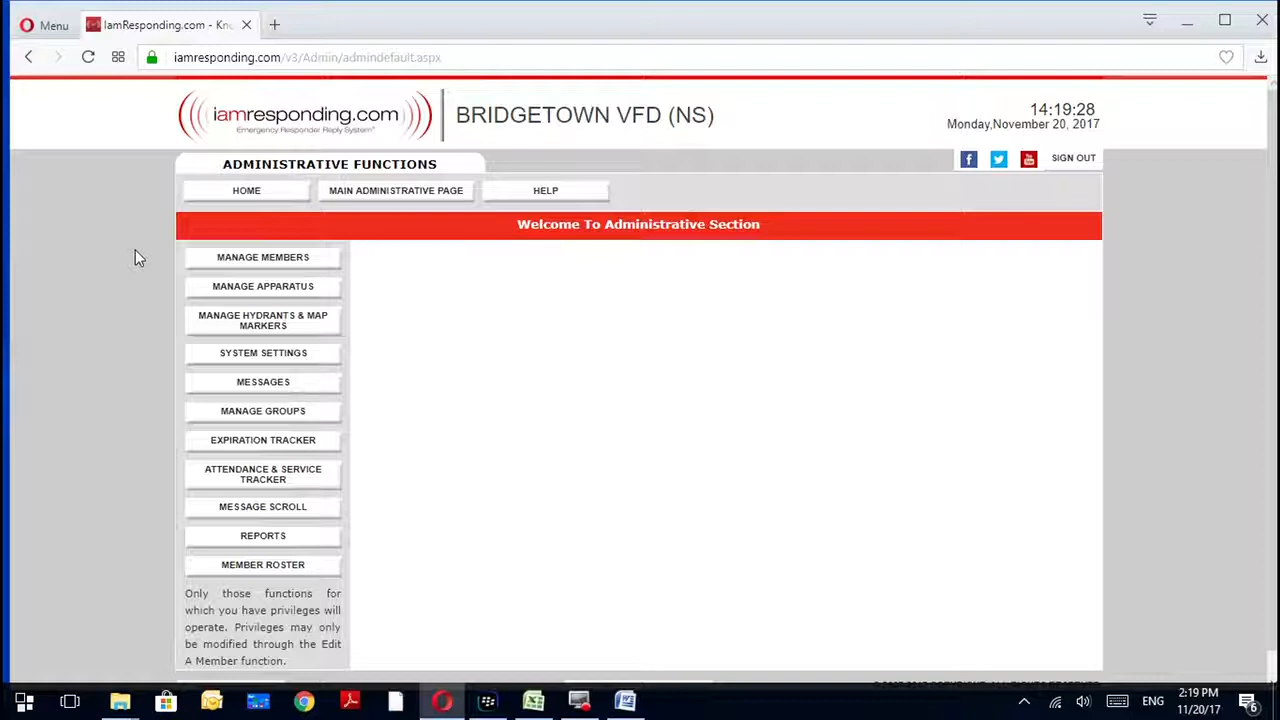 Menu
IamResponding.com - Kn
iamresponding.com/v3/Admin/admindefault.aspx
iamresponding.com
Emergency Responder Reply System
BRIDGETOWN VFD (NS)
14:19:28
Monday,November 20, 2017
ADMINISTRATIVE FUNCTIONS
SIGN OUT
HOME
MAIN ADMINISTRATIVE PAGE
HELP
Welcome To Administrative Section
MANAGE MEMBERS
MANAGE APPARATUS
MANAGE HYDRANTS & MAP
MARKERS
SYSTEM SETTINGS
MESSAGES
MANAGE GROUPS
EXPIRATION TRACKER
ATTENDANCE & SERVICE
TRACKER
MESSAGE SCROLL
REPORTS
MEMBER ROSTER
Only those functions for
which you have privileges will
operate. Privileges may only
be modified through the Edit
A Member function.
ENG
2:19 PM
11/20/17
6